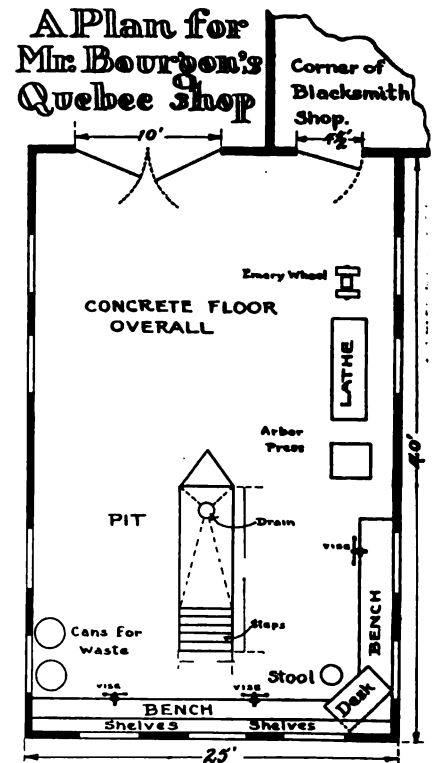 A Plan for
Mr. Bourgon's
Quebec Shop
Corner of
Blacksmith
Shop.
10'
4½'
Emery Wheel
CONCRETE FLOOR
OVERALL
LATHE
Arbor
Press
40'
PIT
Drain
VISE
Steps
Cans For
Waste
BENCH
Stool
Desk
VISE
VISE
BENCH
Shelves
Shelves
25'